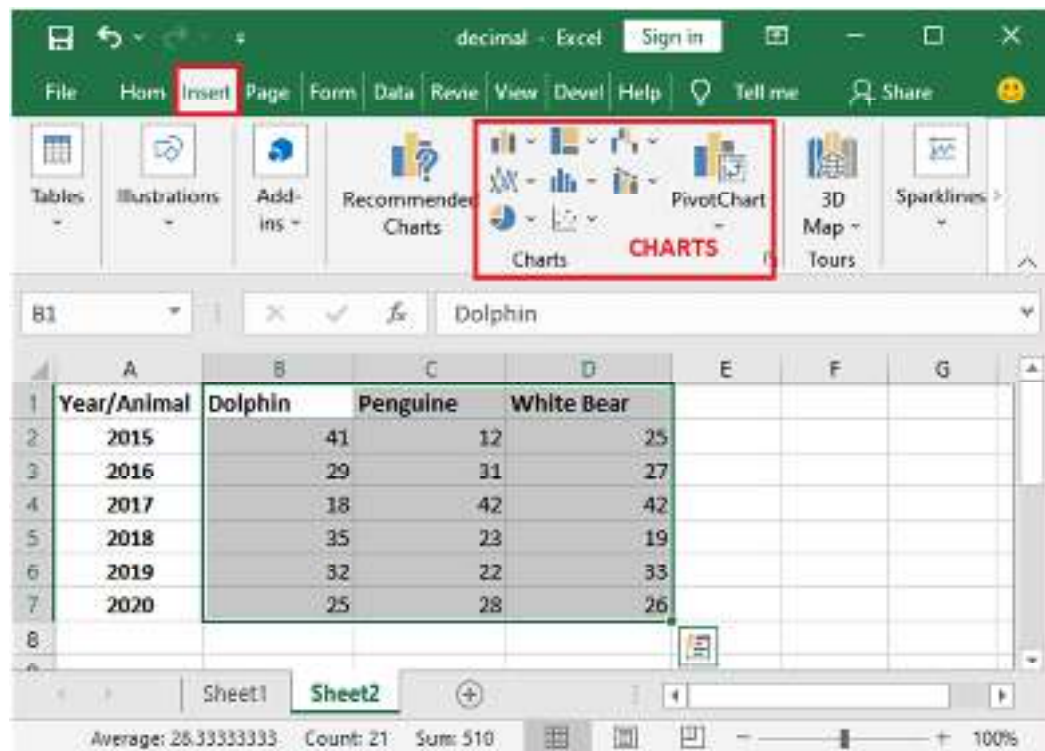 decimal - Excel Sign in
File Hom Insert Page Form Data Revie View Devel Help Tell me Share
Tables Illustrations Add-ins Recommended Charts PivotChart 3D Map Sparklines
Charts CHARTS Tours
B1 fx Dolphin
A B C D E F G
1 Year/Animal Dolphin Penguine White Bear
2 2015 41 12 25
3 2016 29 31 27
4 2017 18 42 42
5 2018 35 23 19
6 2019 32 22 33
7 2020 25 28 26
8
Sheet1 Sheet2
Average: 28.33333333 Count: 21 Sum: 510 100%